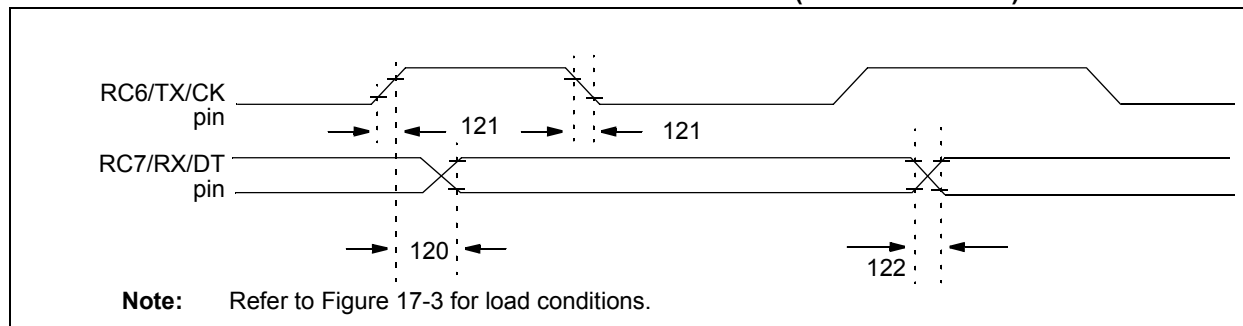 RC6/TX/CK
pin
121
121
RC7/RX/DT
pin
120
122
Note: Refer to Figure 17-3 for load conditions.